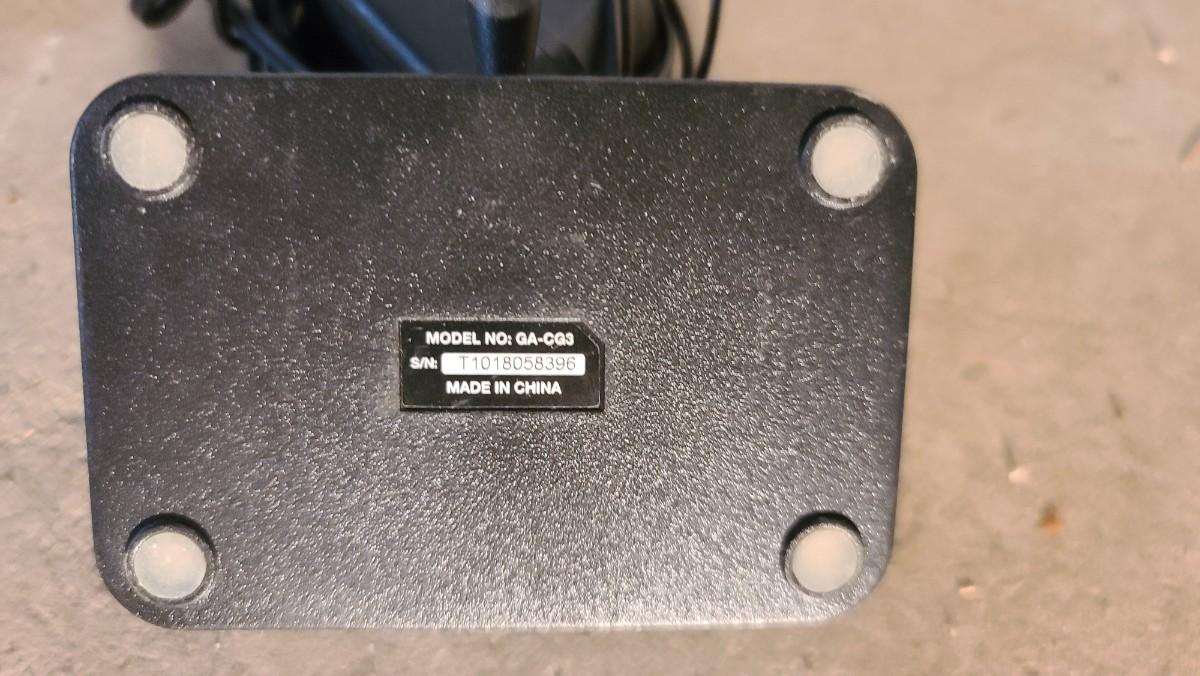 MODEL NO: GA-CG3
S/N: T1018058396
MADE IN CHINA